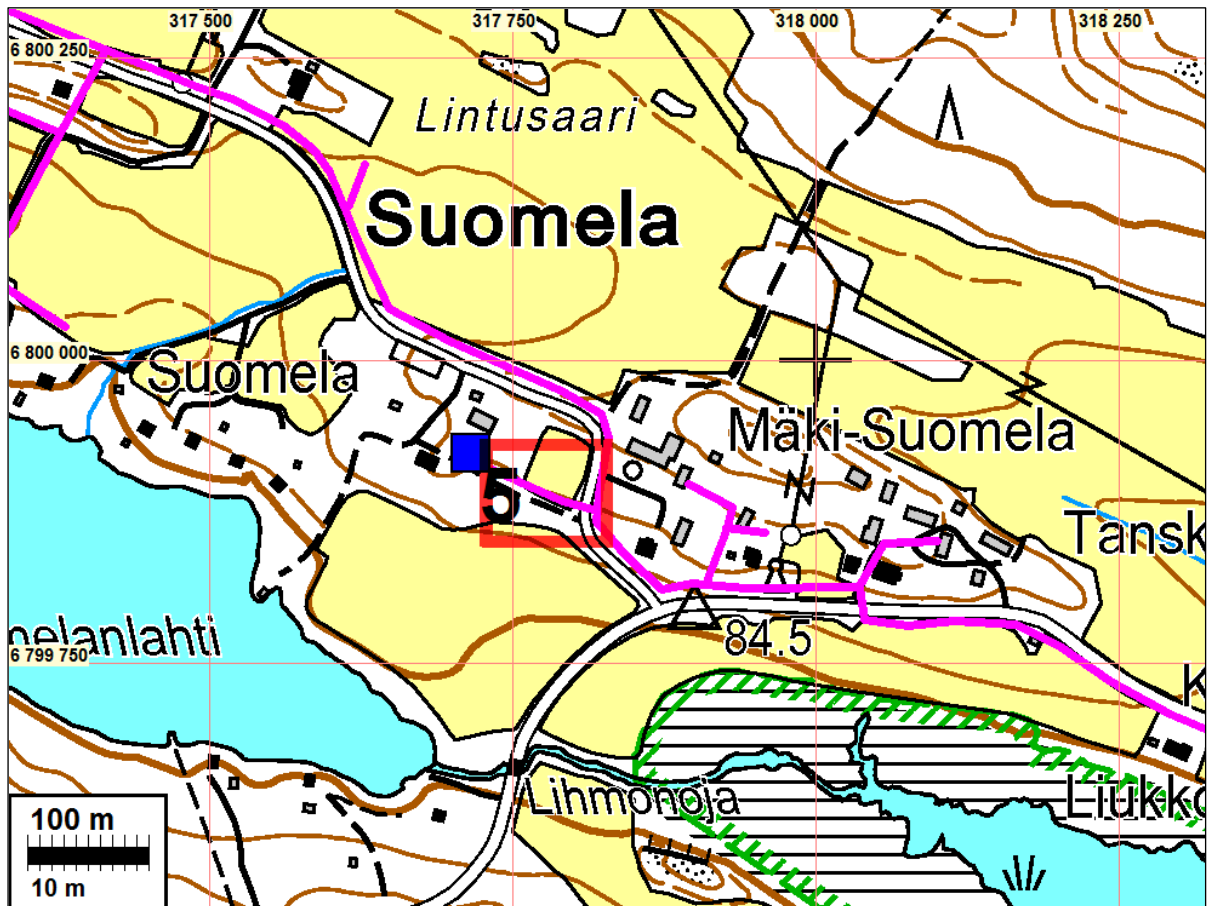 317 500
317 750
318 000
318 250
6 800 250
Lintusaari
Suomela
6 800 000
Suomela
Mäki-Suomela
5
Tansk
nelanlahti
84.5
6 799 750
K
Lihmonoja
Liukko
100 m
10 m